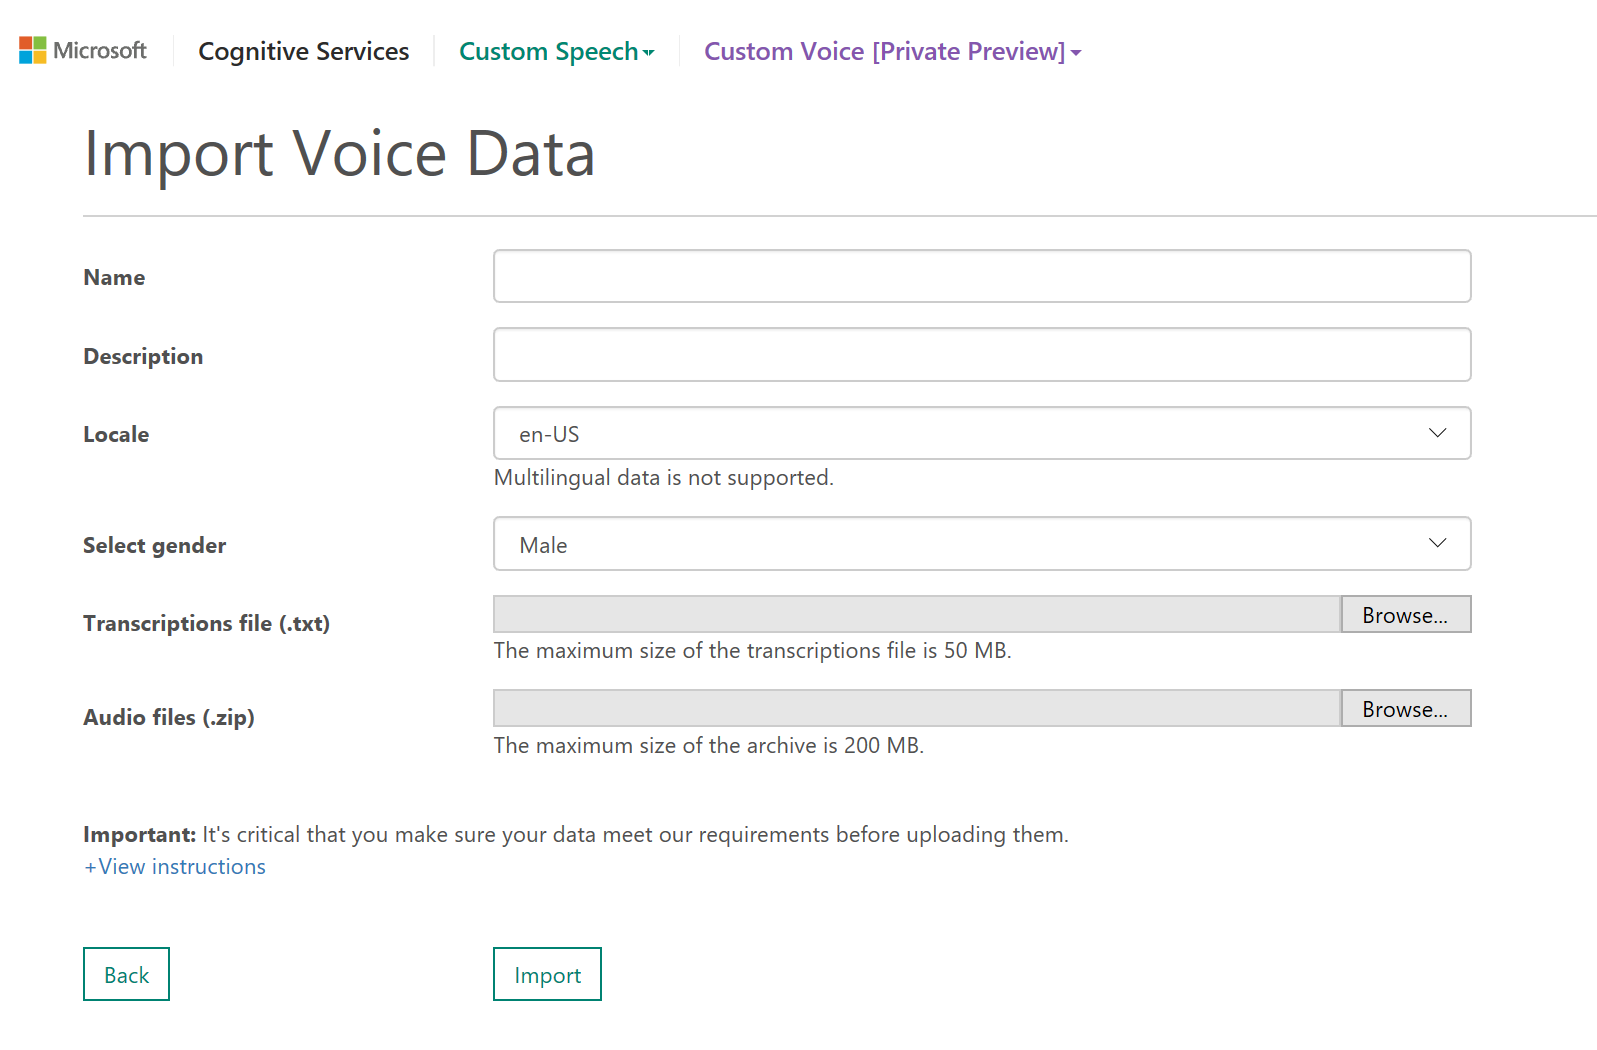 Microsoft Cognitive Services Custom Speech Custom Voice [Private Preview]
Import Voice Data
Name
Description
Locale en-US
Multilingual data is not supported.
Select gender Male
Transcriptions file (.txt) Browse...
The maximum size of the transcriptions file is 50 MB.
Audio files (.zip) Browse...
The maximum size of the archive is 200 MB.
Important: It's critical that you make sure your data meet our requirements before uploading them.
+View instructions
Back Import